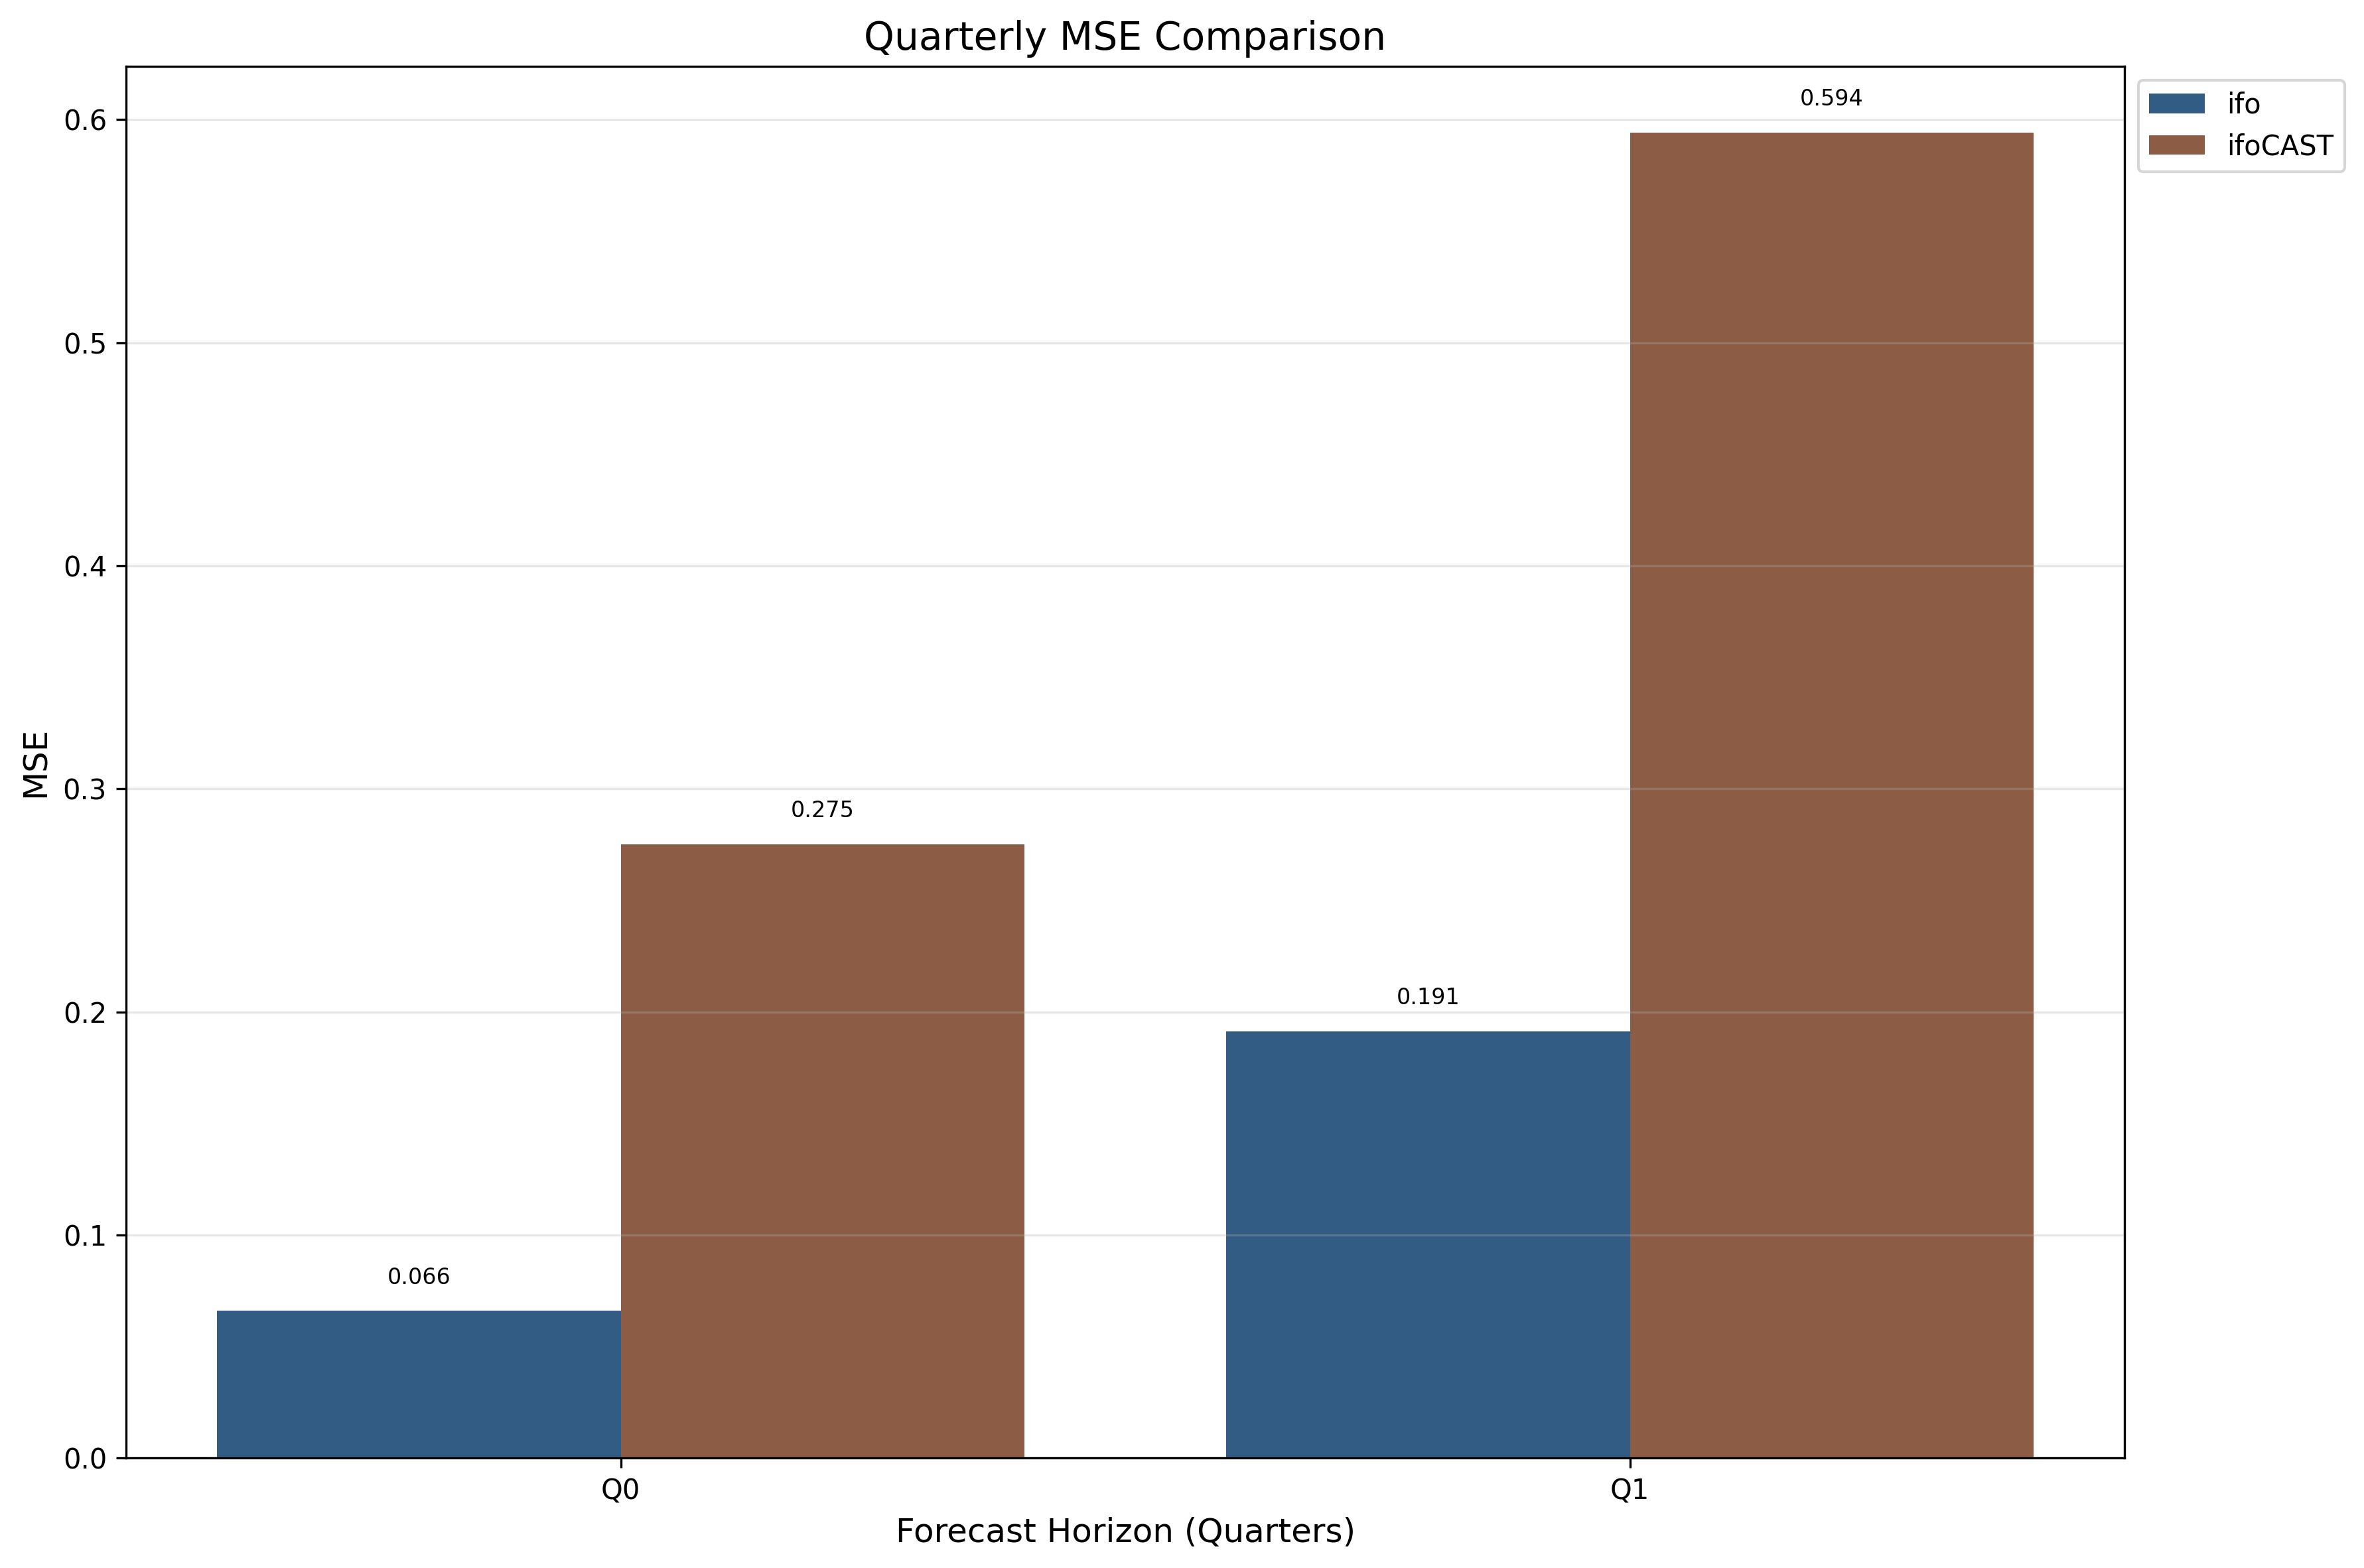 Quarterly MSE Comparison
ifo
ifoCAST
MSE
0.6
0.5
0.4
0.3
0.2
0.1
0.0
0.066
0.275
0.191
0.594
Q0
Q1
Forecast Horizon (Quarters)